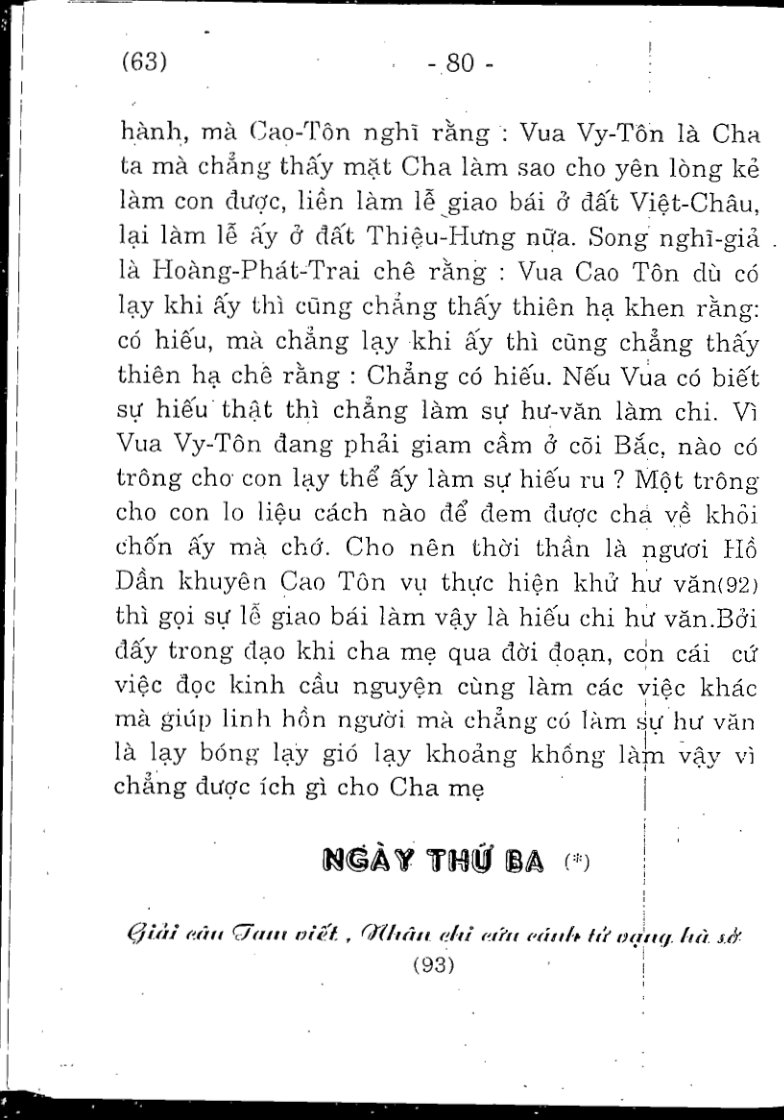 (63) - 80 -
hành, mà Cao-Tôn nghĩ rằng : Vua Vy-Tôn là Cha
ta mà chẳng thấy mặt Cha làm sao cho yên lòng kẻ
làm con được, liền làm lễ giao bái ở đất Việt-Châu,
lại làm lễ ấy ở đất Thiệu-Hưng nữa. Song nghĩ-giả
là Hoàng-Phát-Trai chê rằng : Vua Cao Tôn dù có
lạy khi ấy thì cũng chẳng thấy thiên hạ khen rằng:
có hiếu, mà chẳng lạy khi ấy thì cũng chẳng thấy
thiên hạ chê rằng : Chẳng có hiếu. Nếu Vua có biết
sự hiếu thật thì chẳng làm sự hư-văn làm chi. Vì
Vua Vy-Tôn đang phải giam cầm ở cõi Bắc, nào có
trông cho con lạy thể ấy làm sự hiếu ru ? Một trông
cho con lo liệu cách nào để đem được cha về khỏi
chốn ấy mà chớ. Cho nên thời thần là ngươi Hồ
Dần khuyên Cao Tôn vụ thực hiện khử hư văn(92)
thì gọi sự lễ giao bái làm vậy là hiếu chi hư văn.Bởi
đấy trong đạo khi cha mẹ qua đời đoạn, con cái cứ
việc đọc kinh cầu nguyện cùng làm các việc khác
mà giúp linh hồn người mà chẳng có làm sự hư văn
là lạy bóng lạy gió lạy khoảng không làm vậy vì
chẳng được ích gì cho Cha mẹ
NGÀY THỨ BA (*)
Giải câu Tam viết , Nhân chi cứu cánh tử vạng hà sở
(93)